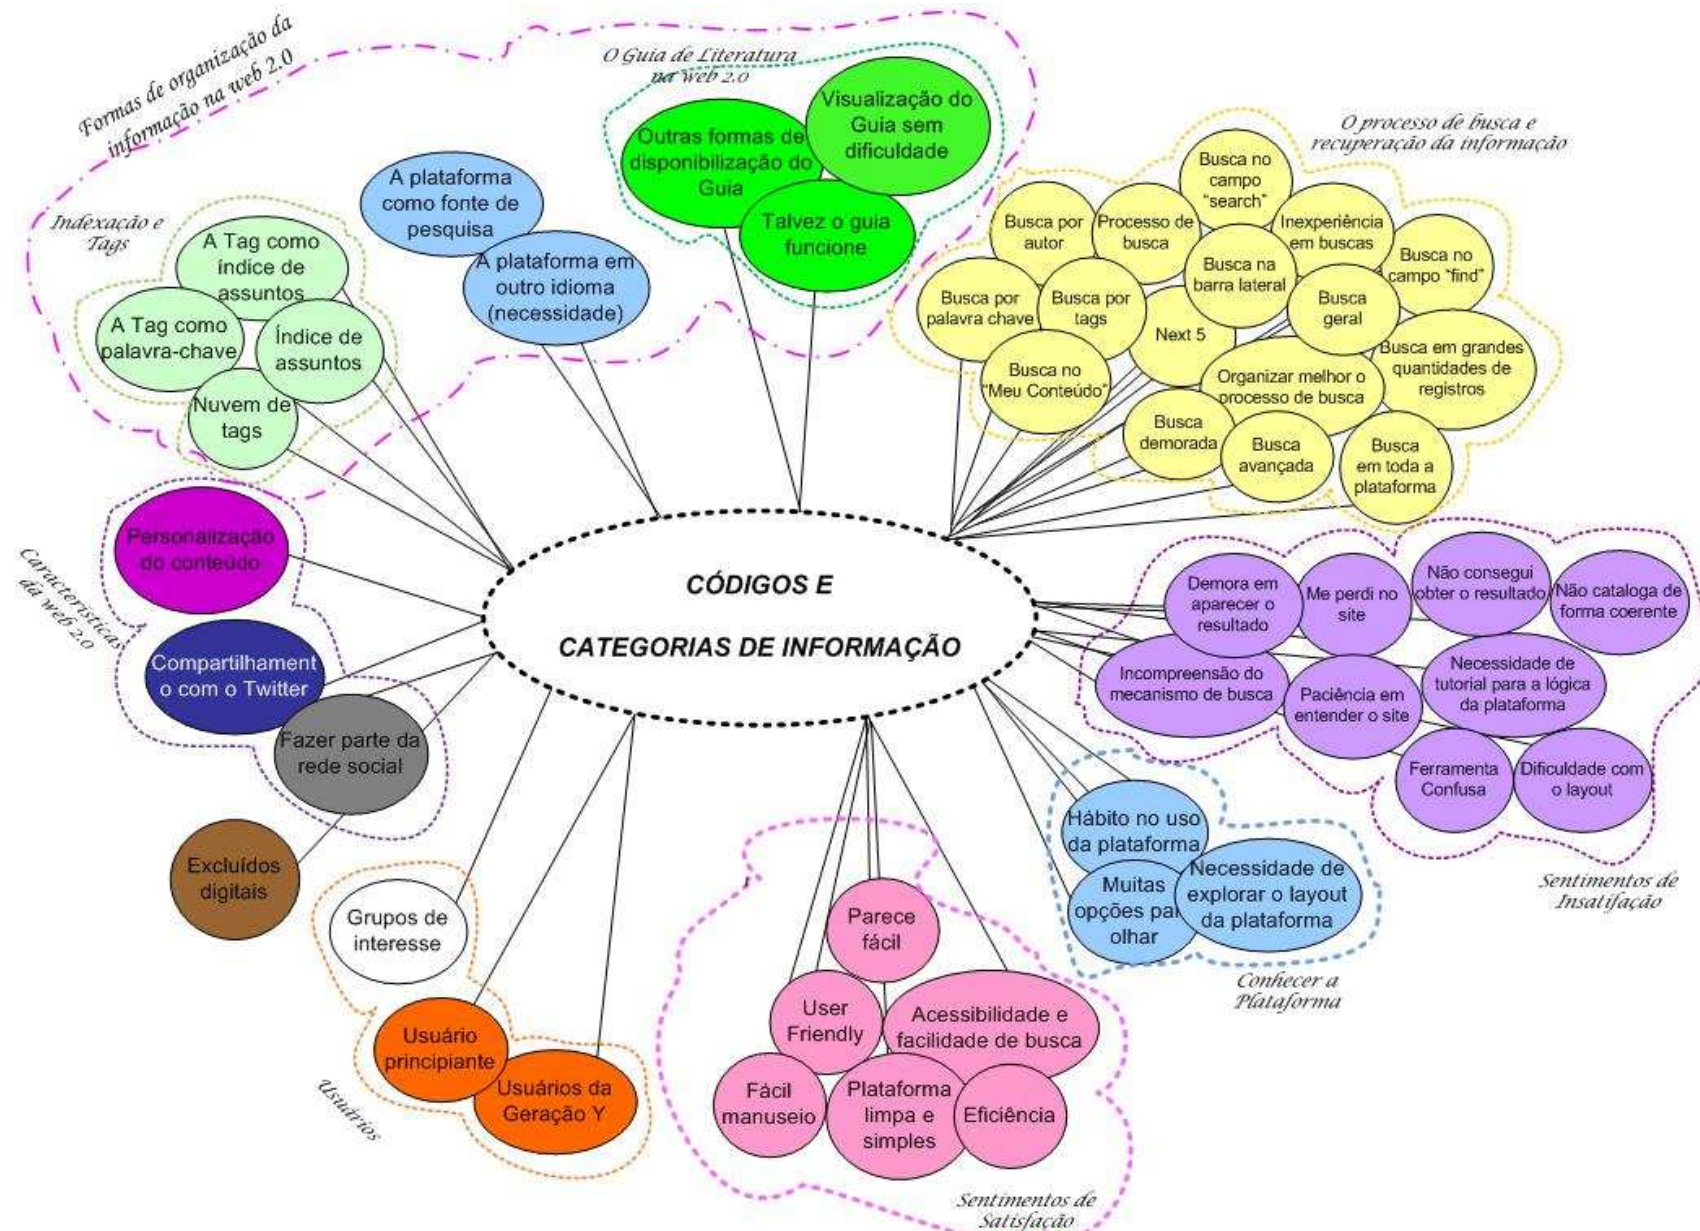 Formas de organização da
informação na web 2.0
O Guia de Literatura
na web 2.0
Outras formas de
disponibilização do
Guia
Visualização do
Guia sem
dificuldade
Talvez o guia
funcione
A plataforma
como fonte de
pesquisa
A plataforma em
outro idioma
(necessidade)
Indexação e
Tags
A Tag como
índice de
assuntos
A Tag como
palavra-chave
Índice de
assuntos
Nuvem de
tags
O processo de busca e
recuperação da informação
Busca no
campo
"search"
Busca por
autor
Processo de
busca
Inexperiência
em buscas
Busca no
campo "find"
Busca na
barra lateral
Busca por
palavra chave
Busca por
tags
Next 5
Busca
geral
Busca em grandes
quantidades de
registros
Busca no
"Meu Conteúdo"
Organizar melhor o
processo de busca
Busca
demorada
Busca
avançada
Busca
em toda a
plataforma
Características
da web 2.0
Personalização
do conteúdo
Compartilhament
o com o Twitter
Fazer parte da
rede social
Excluídos
digitais
CÓDIGOS E
CATEGORIAS DE INFORMAÇÃO
Demora em
aparecer o
resultado
Me perdi no
site
Não consegui
obter o resultado
Não cataloga de
forma coerente
Incompreensão do
mecanismo de busca
Paciência em
entender o site
Necessidade de
tutorial para a lógica
da plataforma
Ferramenta
Confusa
Dificuldade com
o layout
Sentimentos de
Insatifação
Hábito no uso
da plataforma
Muitas
opções par
olhar
Necessidade de
explorar o layout
da plataforma
Conhecer a
Plataforma
Grupos de
interesse
Usuário
principiante
Usuários da
Geração Y
Usuários
Parece
fácil
User
Friendly
Acessibilidade e
facilidade de busca
Fácil
manuseio
Plataforma
limpa e
simples
Eficiência
Sentimentos de
Satisfação